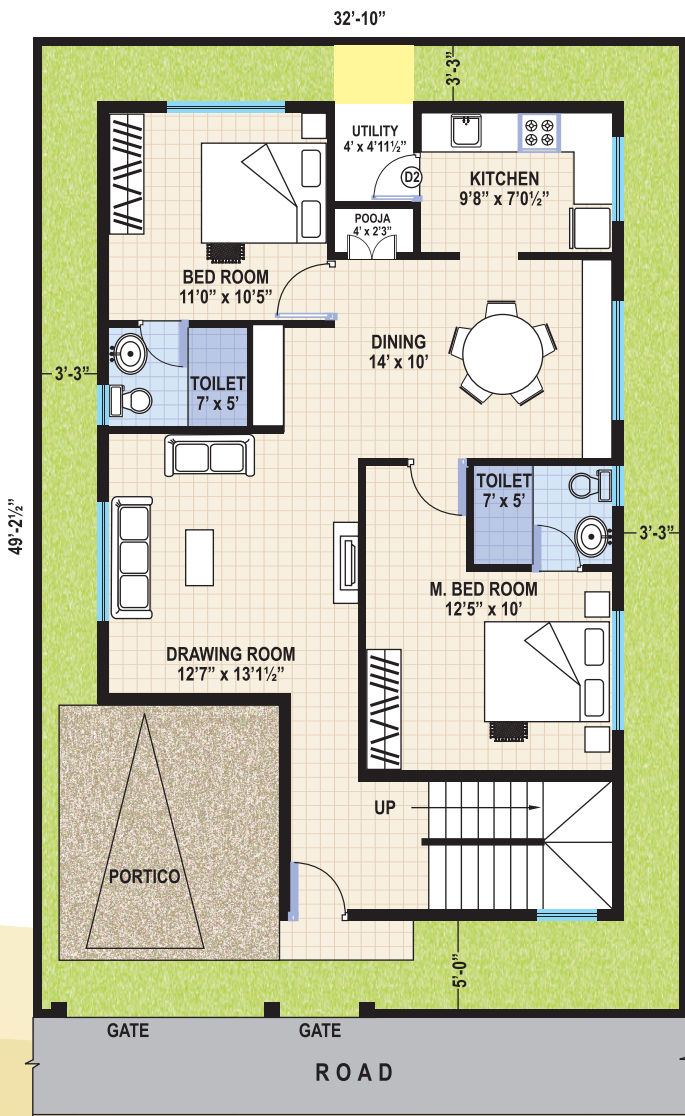 32'-10”
3'-3”
UTILITY
4' x 4'11½”
D2
KITCHEN
9'8” x 7'0½”
POOJA
4' x 2'3”
BED ROOM
11'0” x 10'5”
DINING
14' x 10'
3'-3”
TOILET
7' x 5'
TOILET
7' x 5'
49'-2½”
3'-3”
M. BED ROOM
12'5” x 10'
DRAWING ROOM
12'7” x 13'1½”
UP
PORTICO
5'-0”
GATE
GATE
ROAD